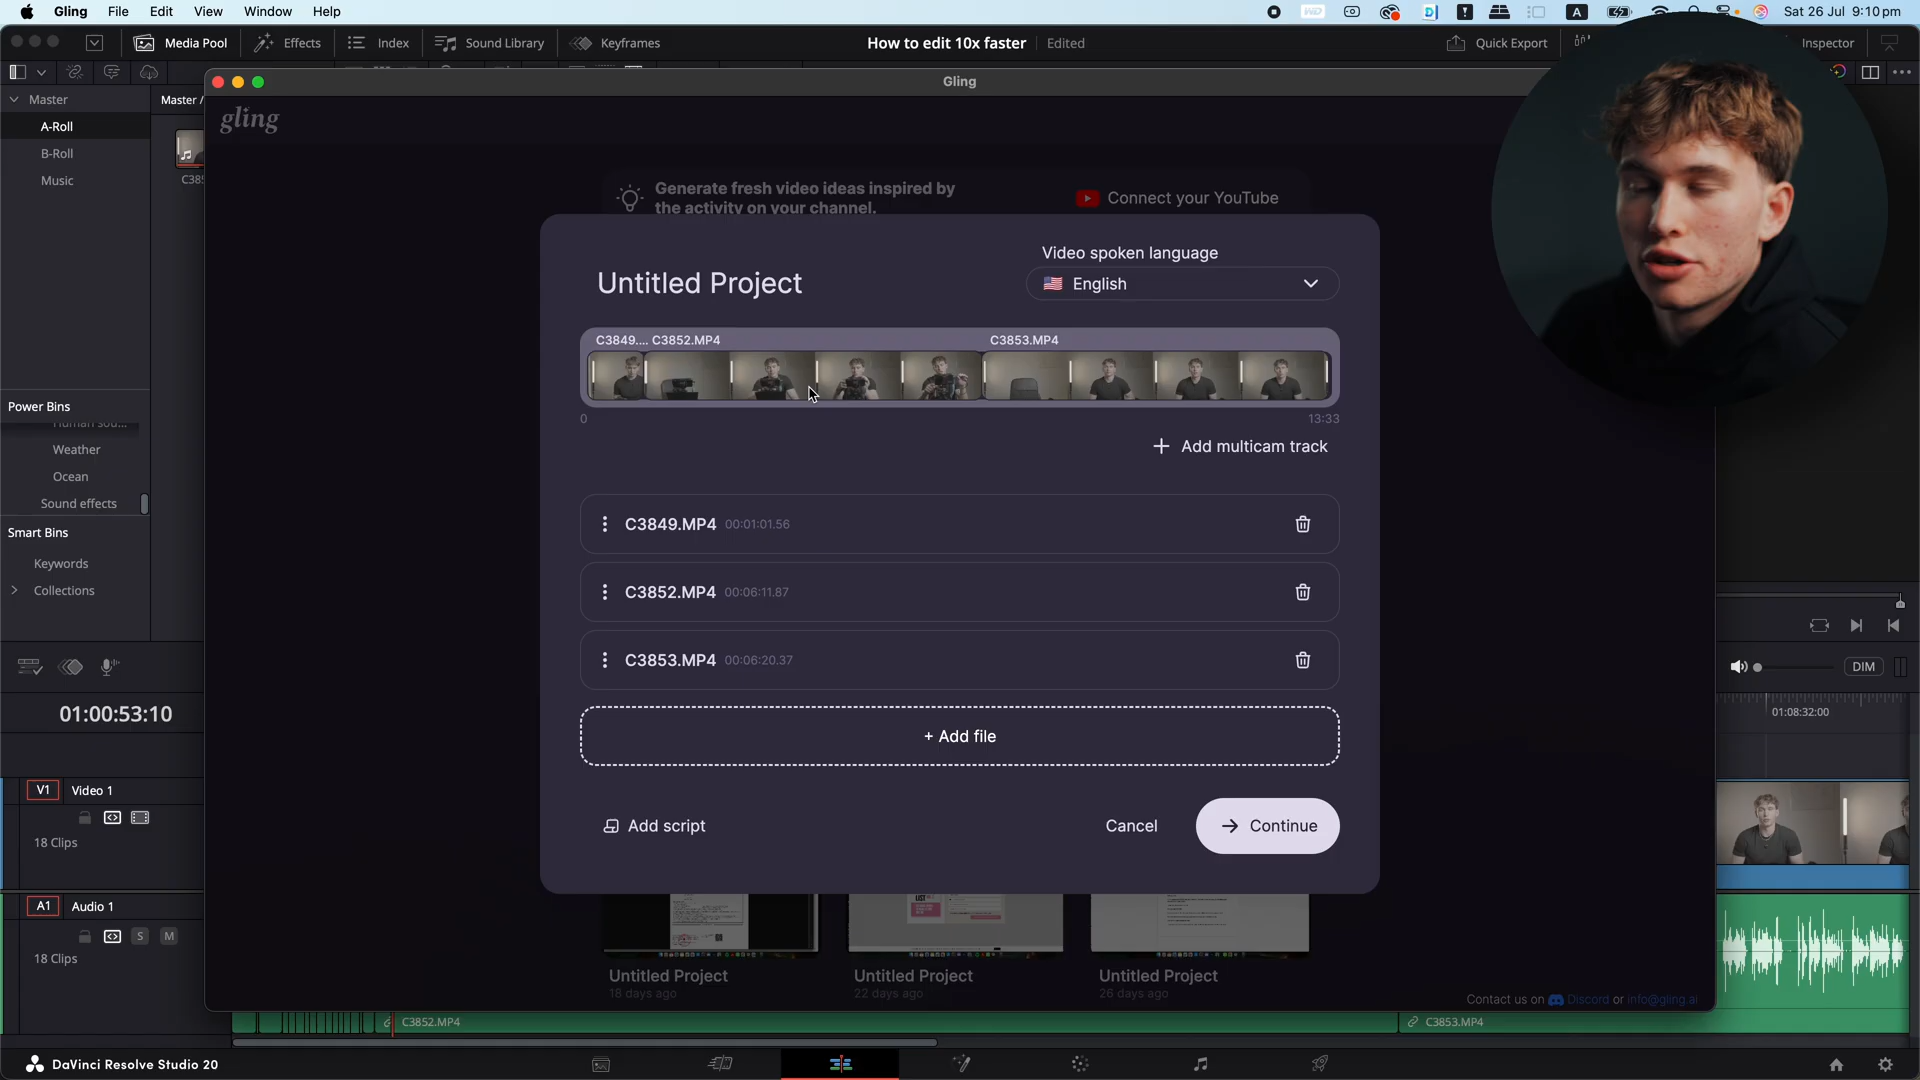 Gling File Edit View Window Help
A
Sat 26 Jul 9:10 pm
Media Pool Effects Index Sound Library Keyframes
How to edit 10x faster Edited
Quick Export Inspector
Master
Master /
A-Roll
B-Roll
Music
C385
Power Bins
Weather
Ocean
Sound effects
Smart Bins
Keywords
Collections
01:00:53:10
V1 Video 1
18 Clips
A1 Audio 1
S M
18 Clips
Gling
gling
Generate fresh video ideas inspired by
the activity on your channel.
Connect your YouTube
Video spoken language
Untitled Project
English
C3849.... C3852.MP4 C3853.MP4
0 13:33
+ Add multicam track
C3849.MP4 00:01:01.56
C3852.MP4 00:06:11.87
C3853.MP4 00:06:20.37
+ Add file
Add script
Cancel
Continue
Untitled Project
18 days ago
Untitled Project
22 days ago
Untitled Project
26 days ago
Contact us on Discord or info@gling.ai
DIM
01:08:32:00
C3852.MP4
C3853.MP4
DaVinci Resolve Studio 20